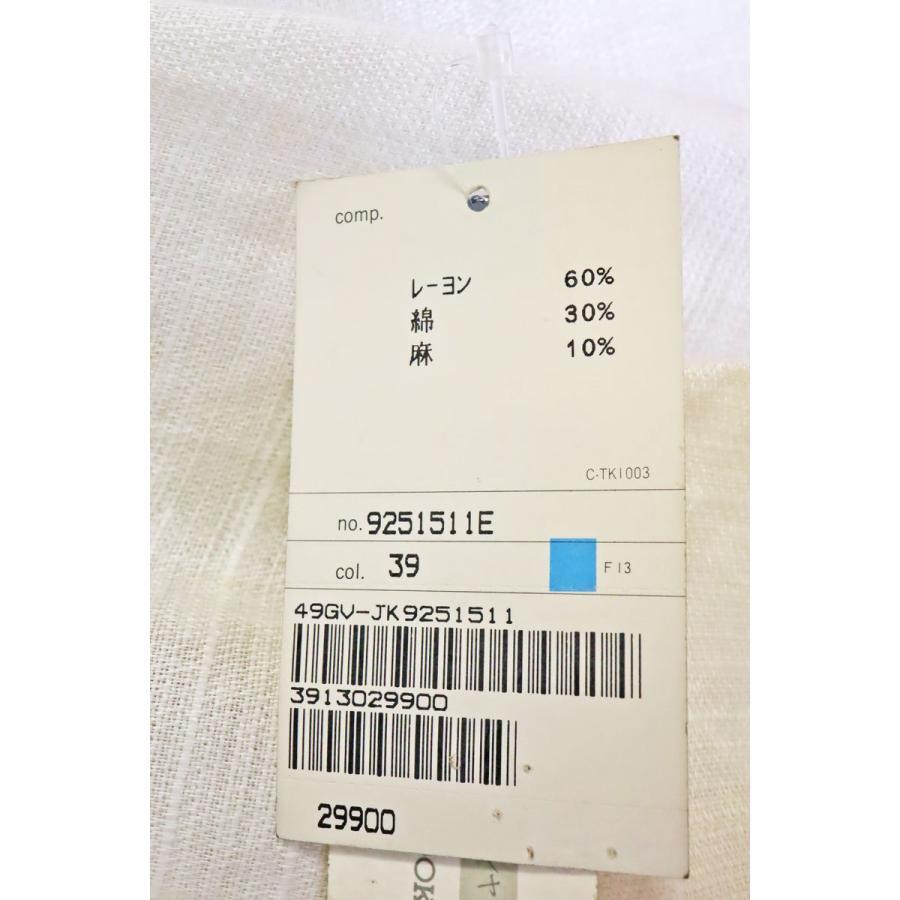 comp.
レーヨン 60%
綿 30%
麻 10%
C-TK1003
no. 9251511E
col. 39 F13
49GV-JK9251511
3913029900
29900
OK